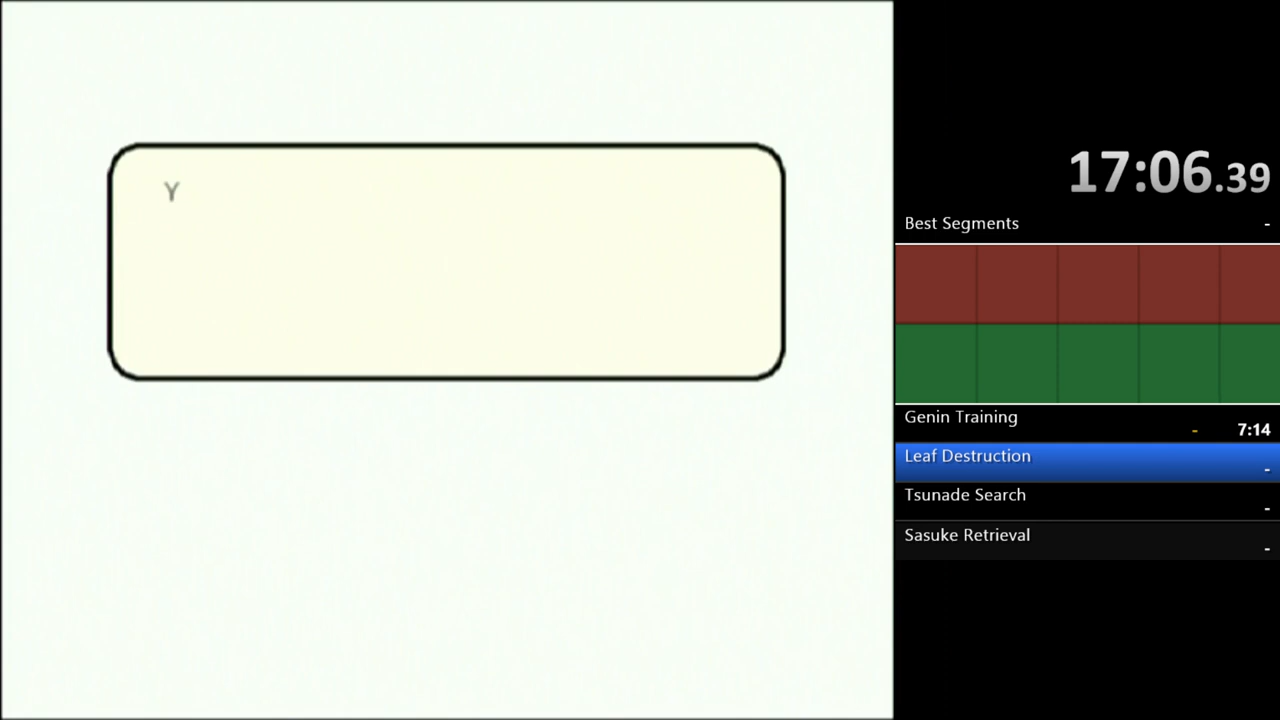 Y
17:06.39
Best Segments -
Genin Training - 7:14
Leaf Destruction -
Tsunade Search -
Sasuke Retrieval -